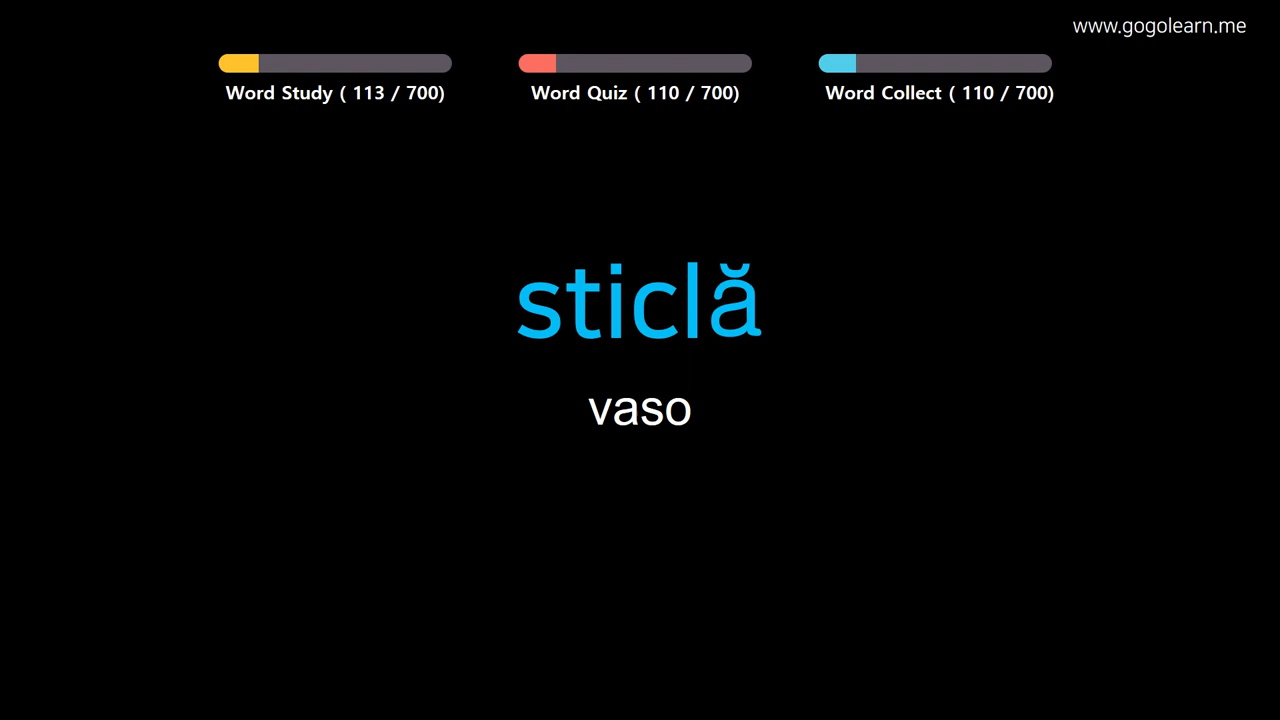 www.gogolearn.me
Word Study ( 113 / 700)
Word Quiz ( 110 / 700)
Word Collect ( 110 / 700)
sticlă
vaso